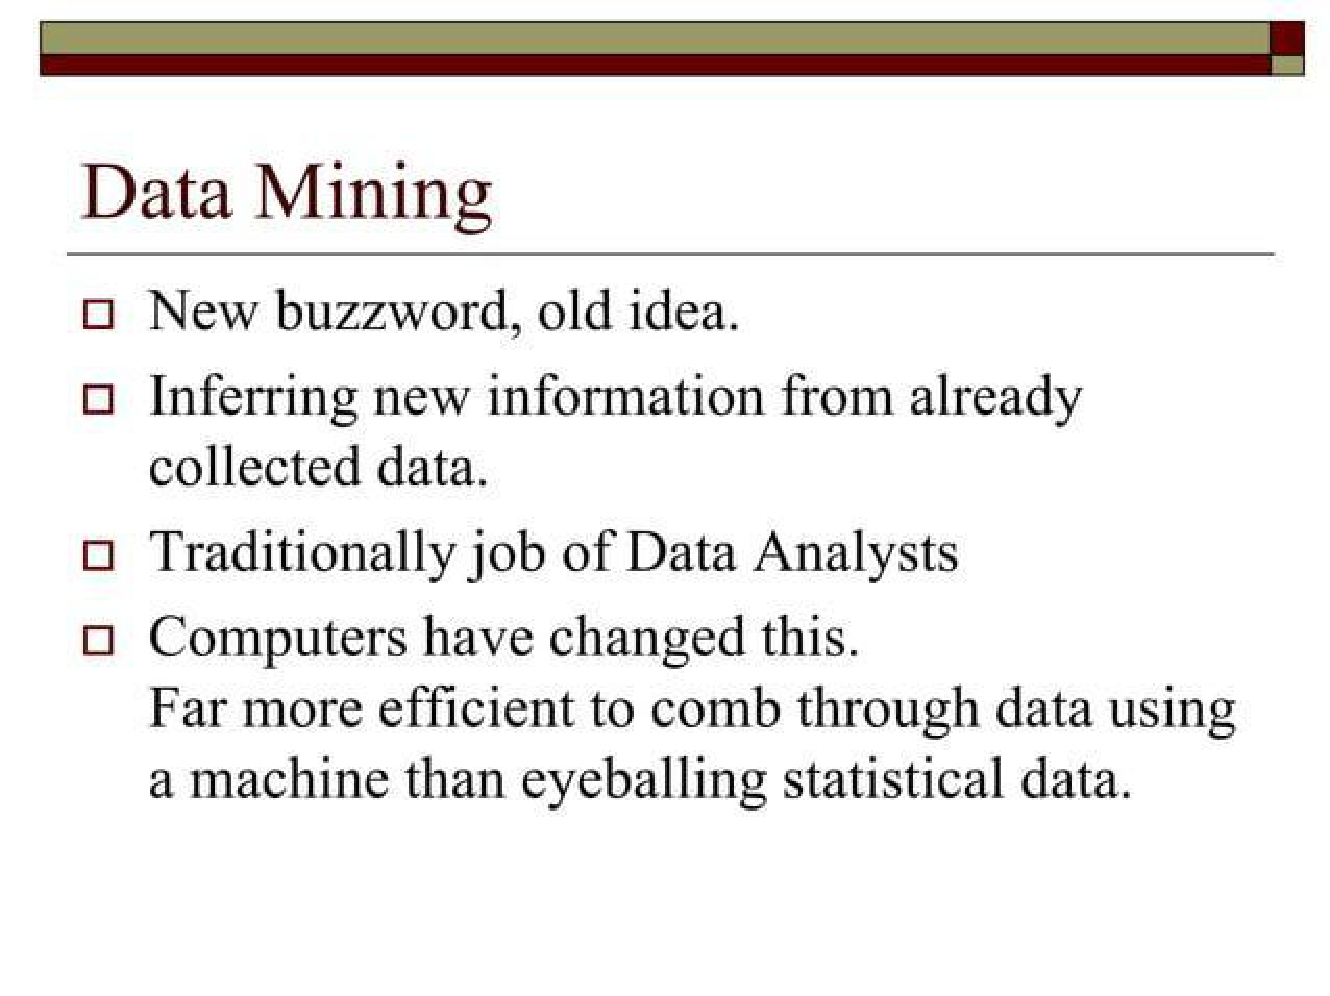 Data Mining
New buzzword, old idea.
Inferring new information from already
collected data.
Traditionally job of Data Analysts
Computers have changed this.
Far more efficient to comb through data using
a machine than eyeballing statistical data.